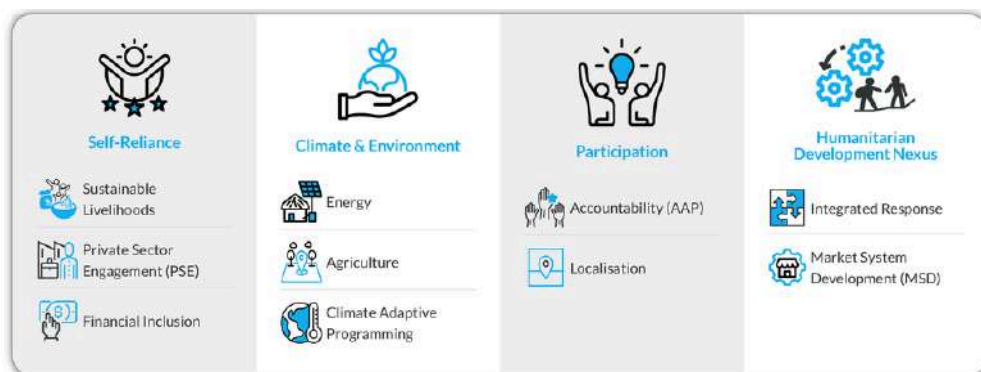 Self-Reliance
Sustainable
Livelihoods
Private Sector
Engagement (PSE)
Financial Inclusion
Climate & Environment
Energy
Agriculture
Climate Adaptive
Programming
Participation
Accountability (AAP)
Localisation
Humanitarian
Development Nexus
Integrated Response
Market System
Development (MSD)